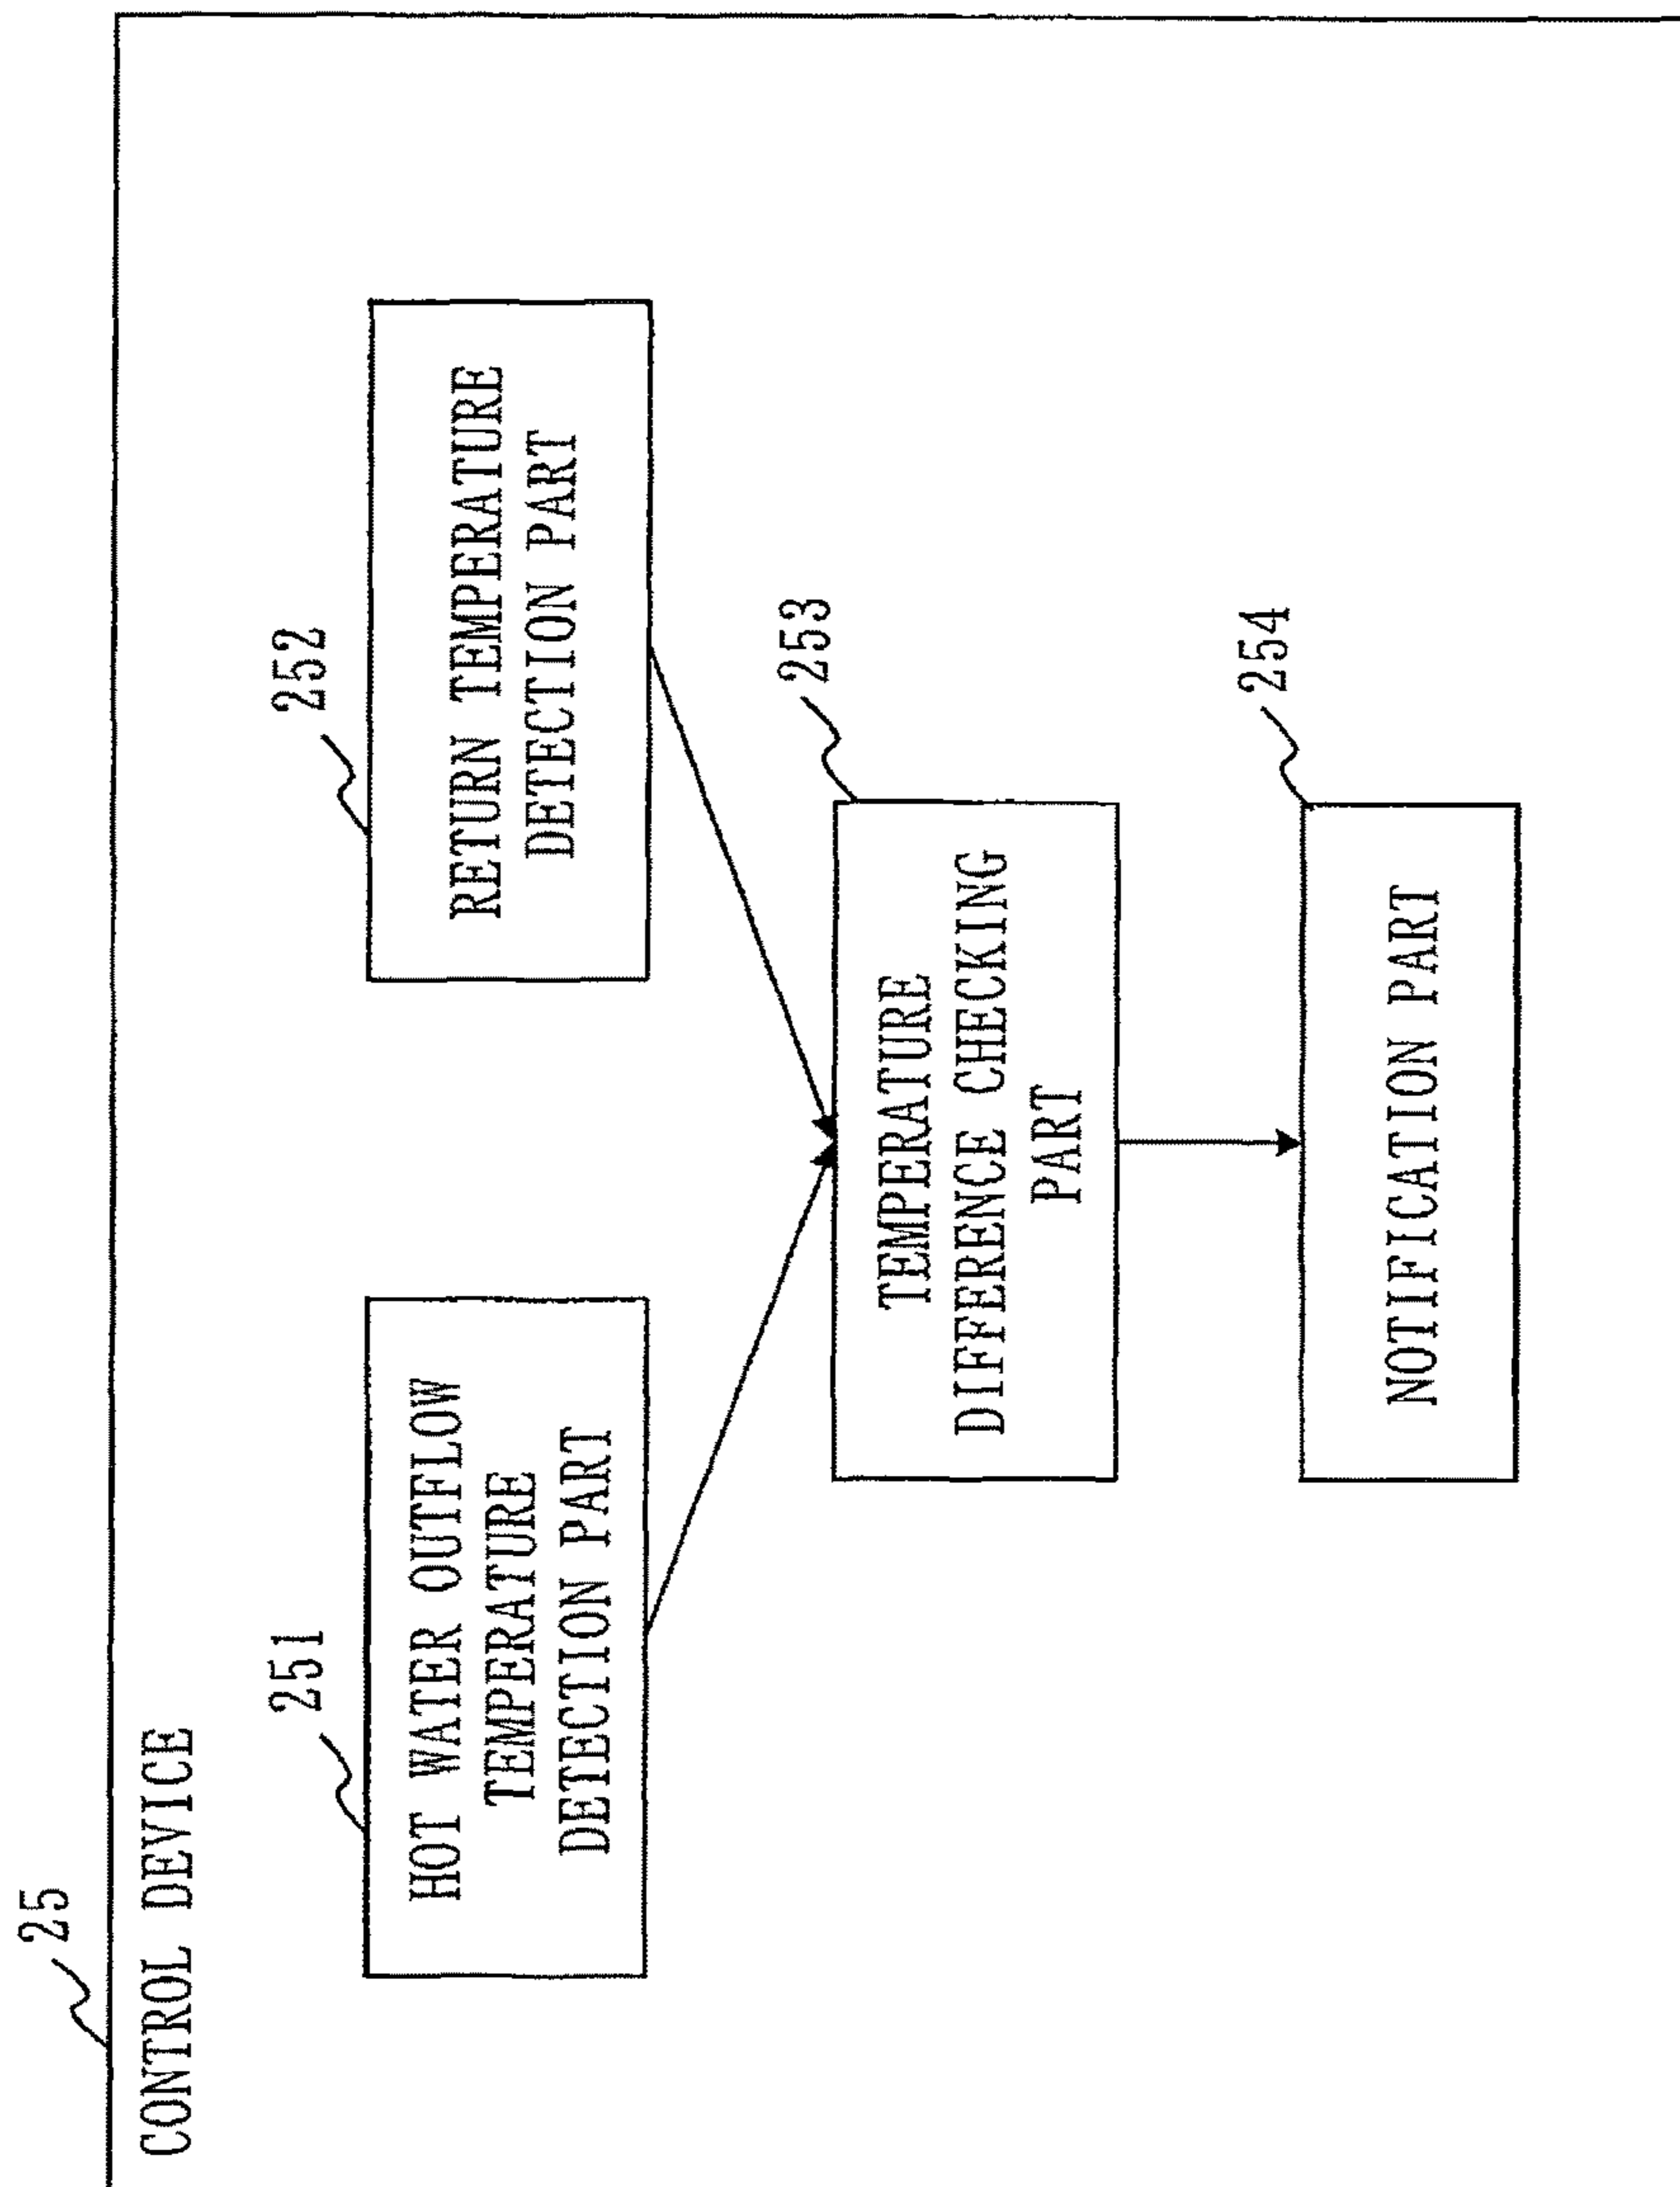 25
CONTROL DEVICE
251
HOT WATER OUTFLOW
TEMPERATURE
DETECTION PART
252
RETURN TEMPERATURE
DETECTION PART
253
TEMPERATURE
DIFFERENCE CHECKING
PART
254
NOTIFICATION PART